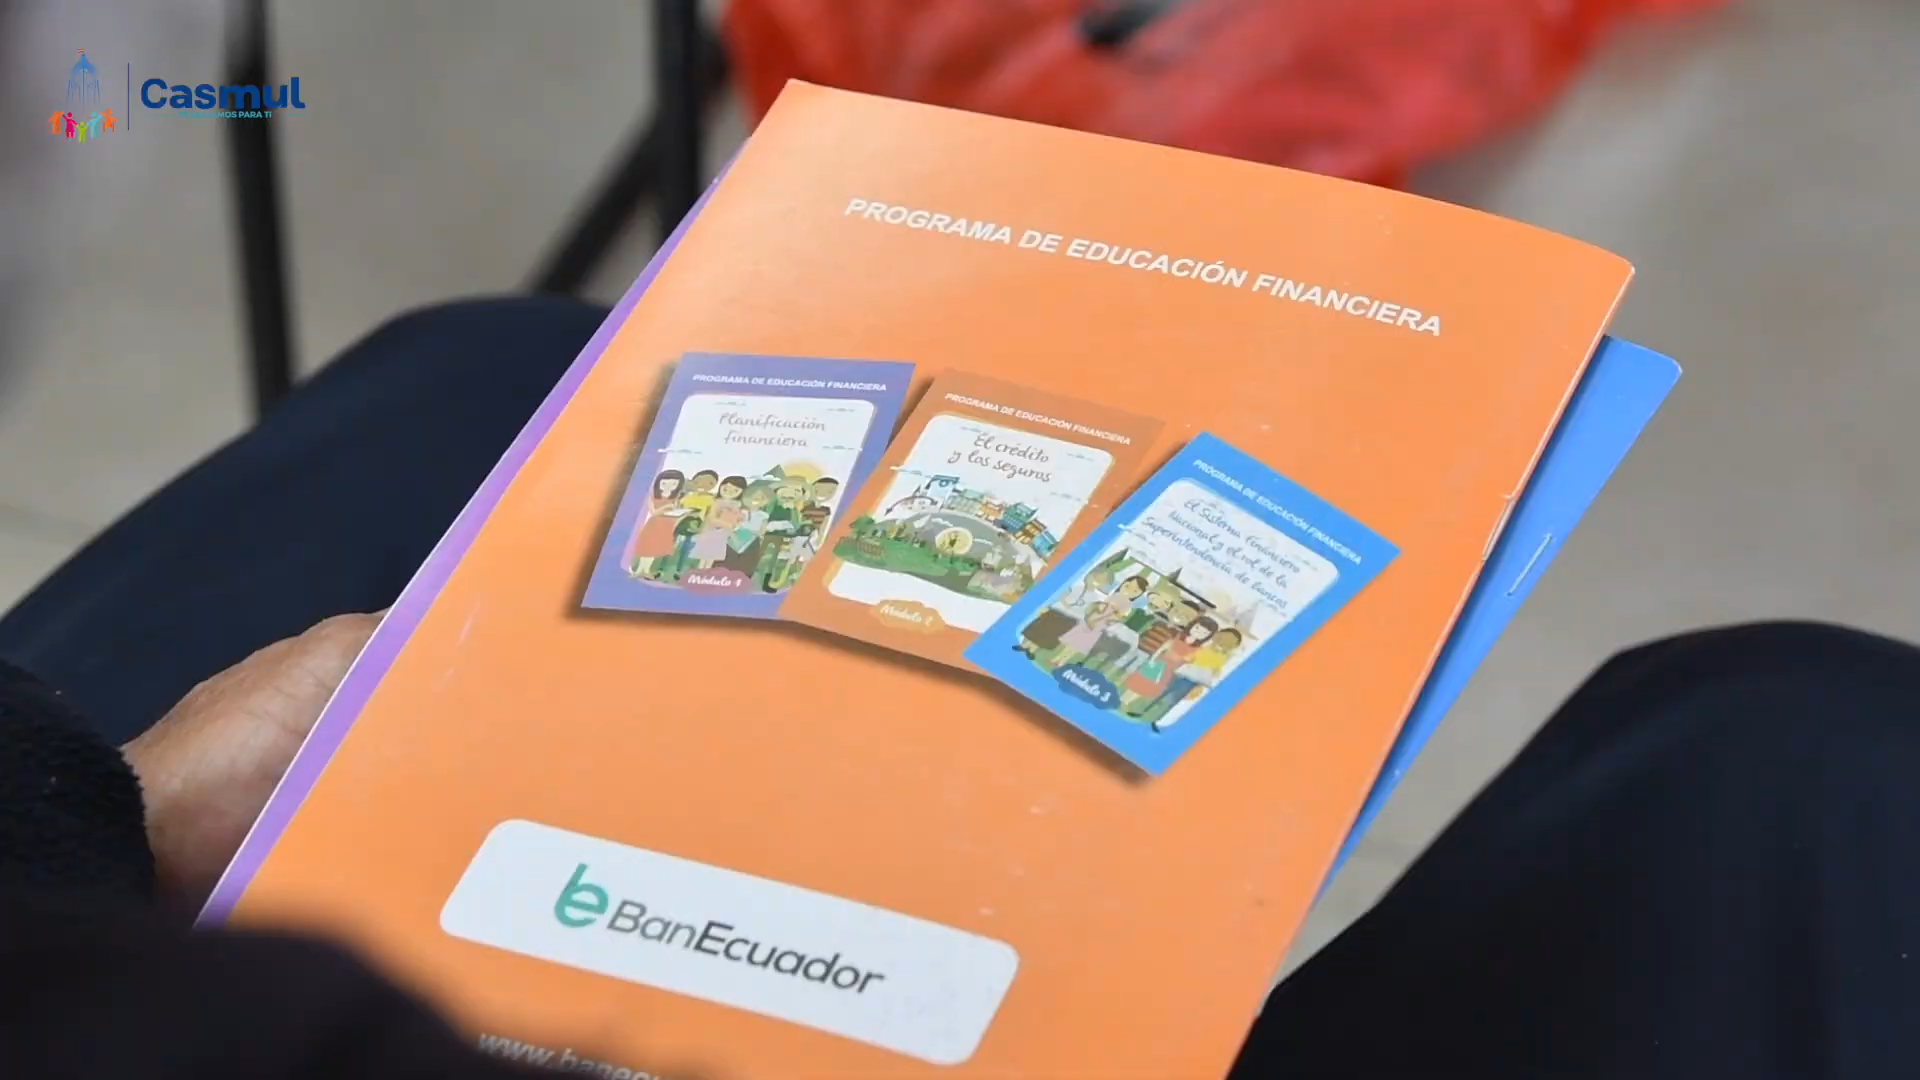 Casmul
PROGRAMA DE EDUCACIÓN FINANCIERA
PROGRAMA DE EDUCACIÓN FINANCIERA
Planificación
financiera
Módulo 1
PROGRAMA DE EDUCACIÓN FINANCIERA
El crédito
y los seguros
Módulo 2
PROGRAMA DE EDUCACIÓN FINANCIERA
El Sistema Financiero
Nacional y el rol de la
Superintendencia de bancos
Módulo 3
BanEcuador